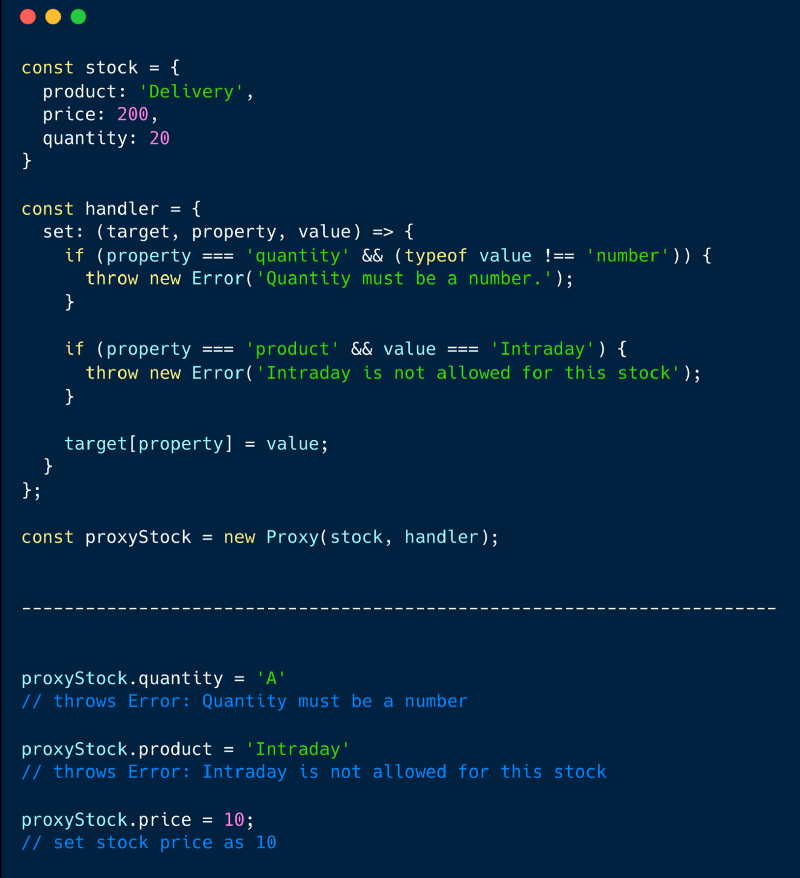 const stock = {
  product: 'Delivery',
  price: 200,
  quantity: 20
}

const handler = {
  set: (target, property, value) => {
    if (property === 'quantity' && (typeof value !== 'number')) {
      throw new Error('Quantity must be a number.');
    }

    if (property === 'product' && value === 'Intraday') {
      throw new Error('Intraday is not allowed for this stock');
    }

    target[property] = value;
  }
};

const proxyStock = new Proxy(stock, handler);

-----------------------------------------------------------------------

proxyStock.quantity = 'A'
// throws Error: Quantity must be a number

proxyStock.product = 'Intraday'
// throws Error: Intraday is not allowed for this stock

proxyStock.price = 10;
// set stock price as 10